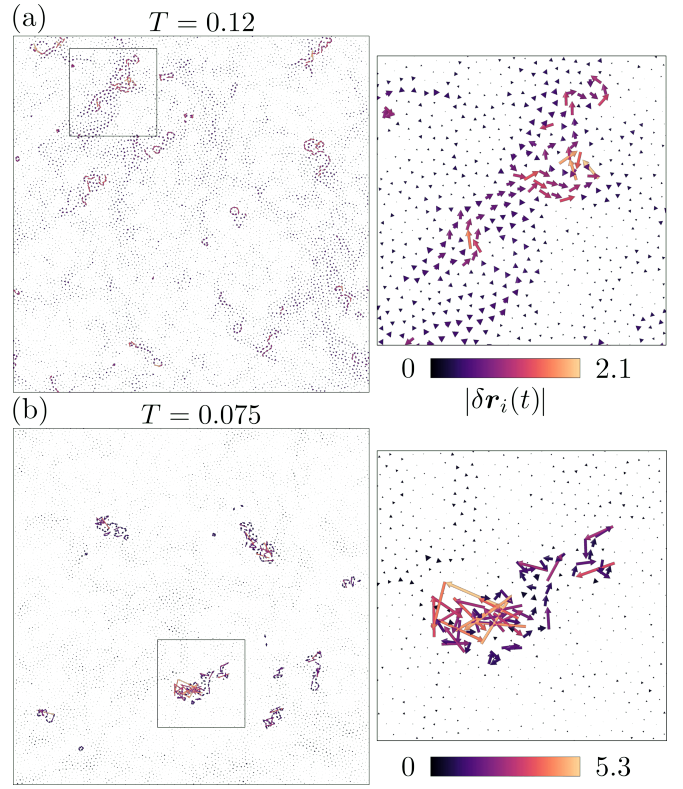 (a)
T = 0.12
0 2.1
|δr_i(t)|
(b)
T = 0.075
0 5.3